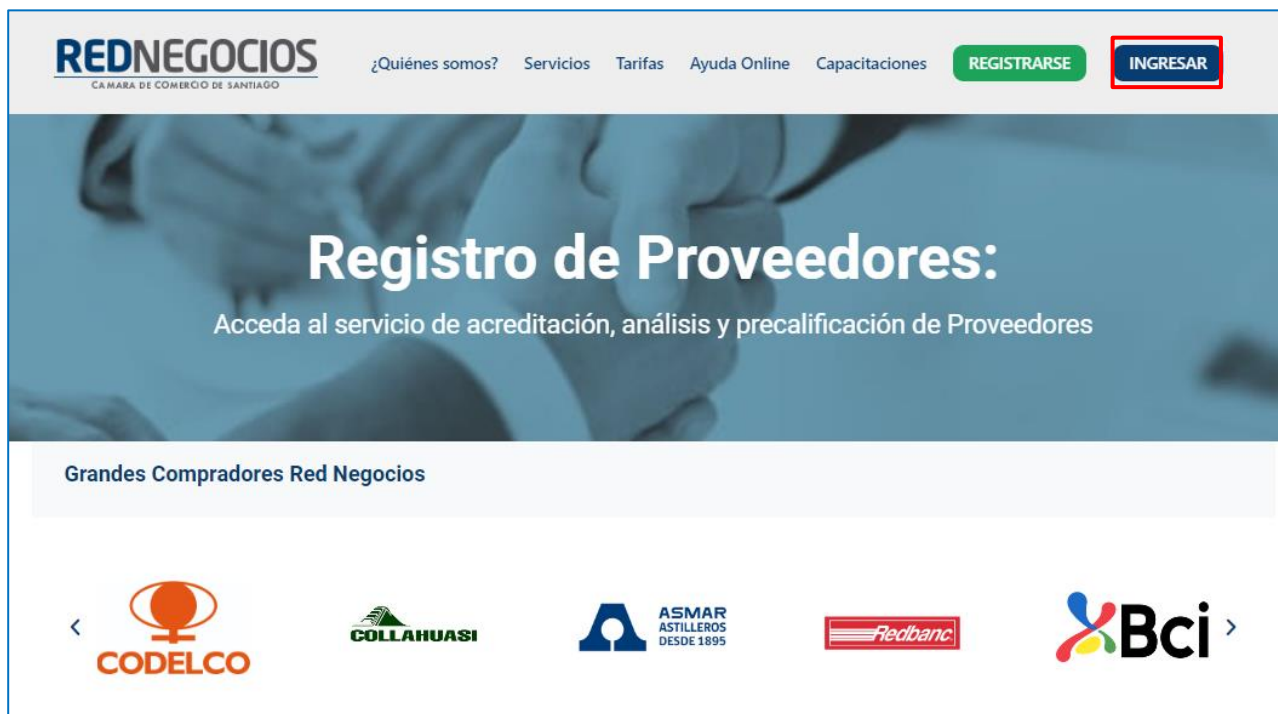 REDNEGOCIOS
CAMARA DE COMERCIO DE SANTIAGO
¿Quiénes somos? Servicios Tarifas Ayuda Online Capacitaciones REGISTRARSE INGRESAR
Registro de Proveedores:
Acceda al servicio de acreditación, análisis y precalificación de Proveedores
Grandes Compradores Red Negocios
CODELCO
COLLAHUASI
ASMAR
ASTILLEROS
DESDE 1895
Redbanc
Bci